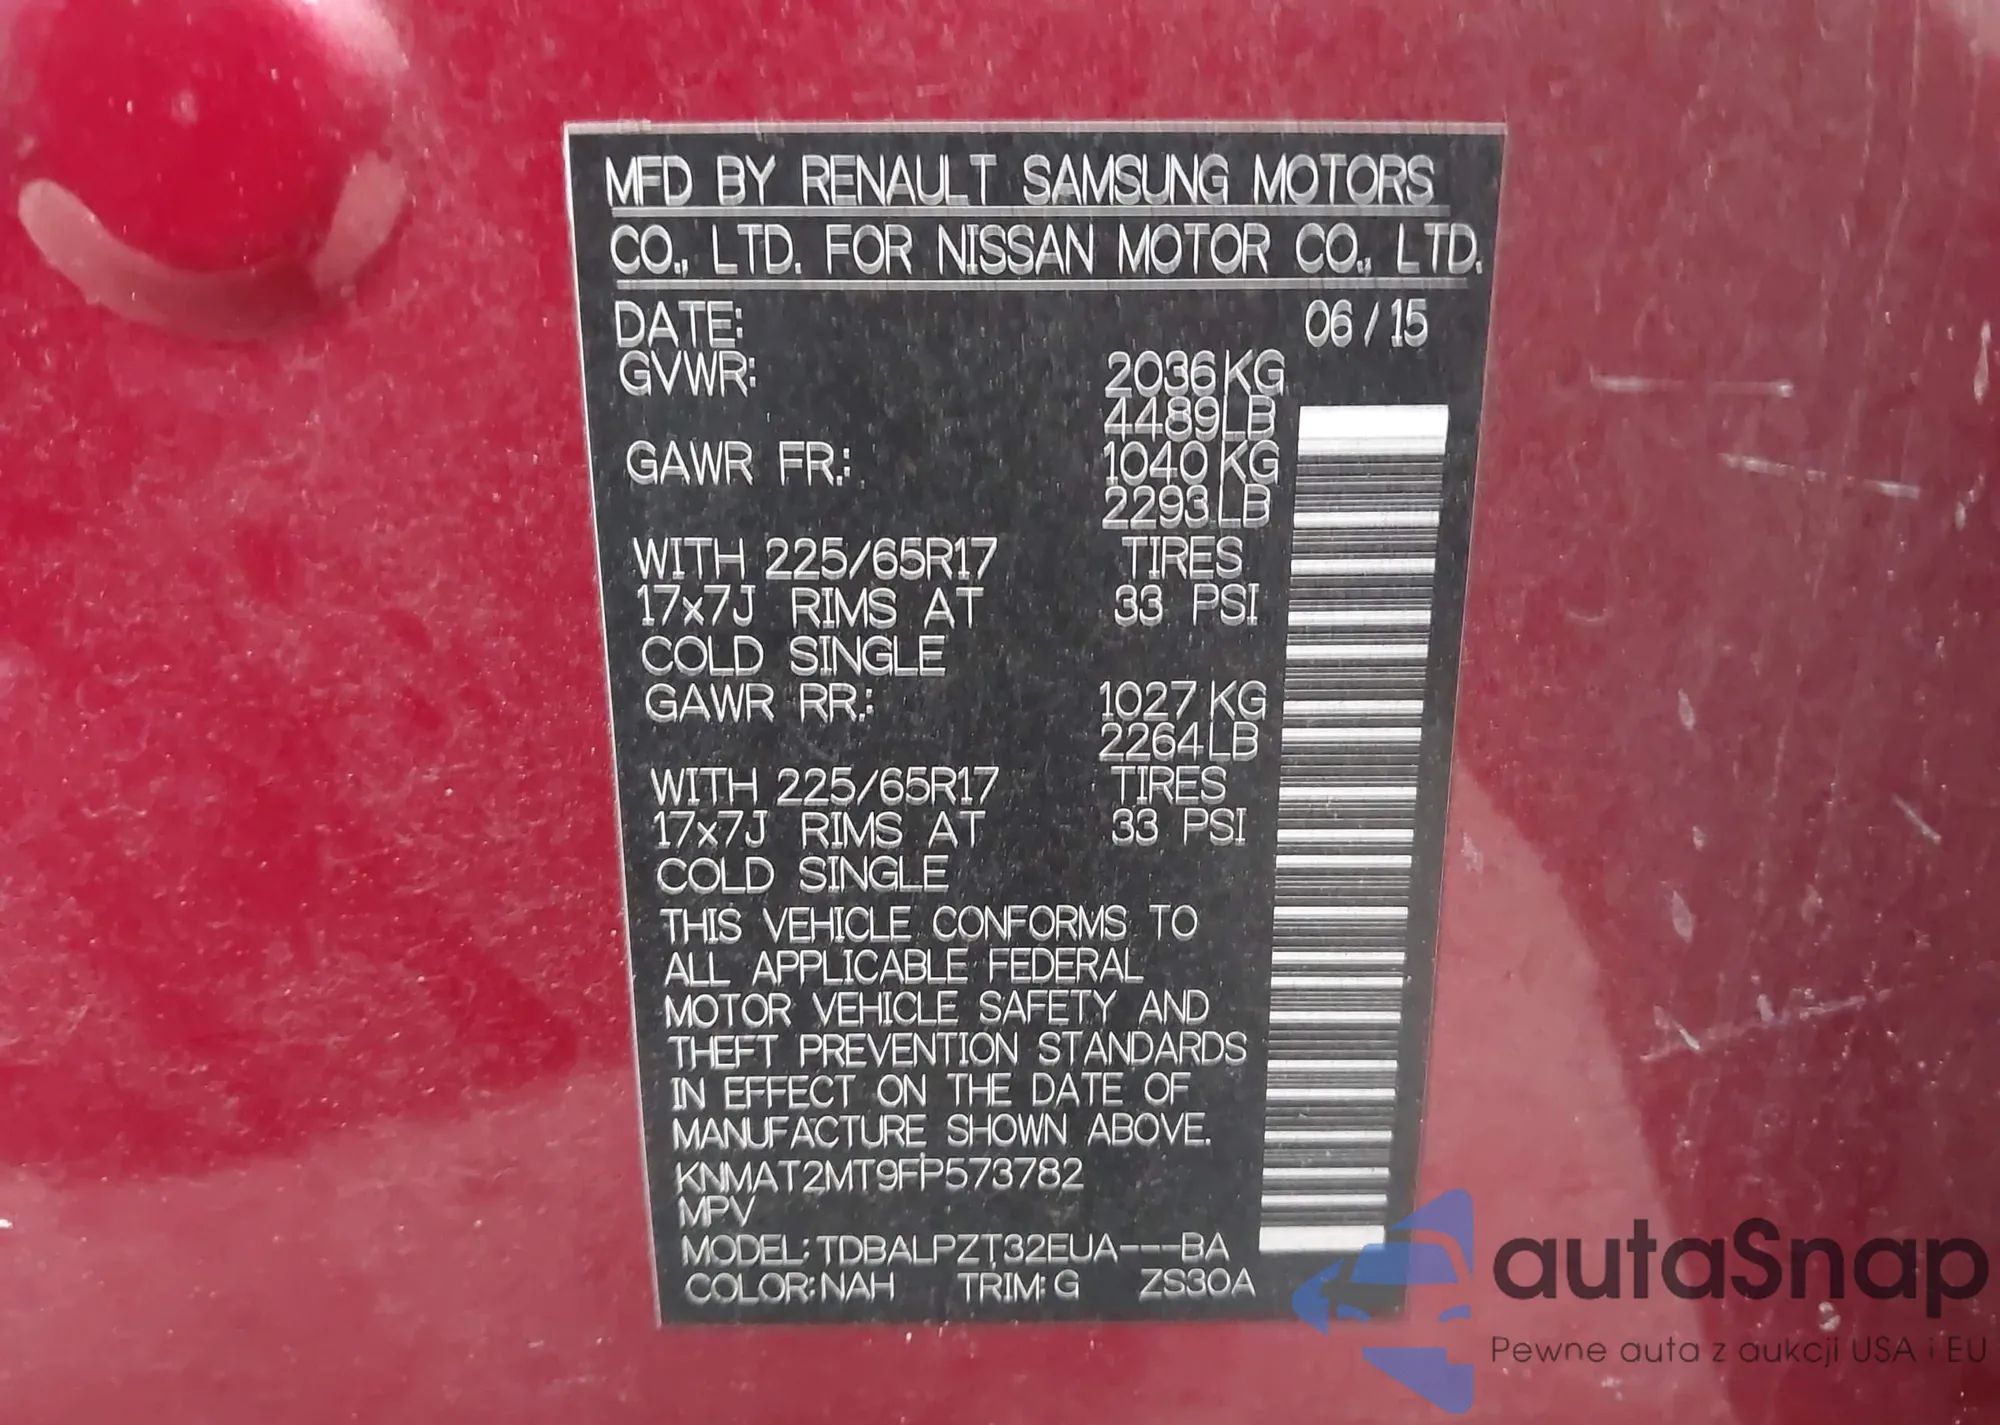 MFD BY RENAULT SAMSUNG MOTORS
CO., LTD. FOR NISSAN MOTOR CO., LTD.
DATE: 06 / 15
GVWR: 2036 KG
4489 LB
GAWR FR.: 1040 KG
2293 LB
WITH 225/65R17 TIRES
17x7J RIMS AT 33 PSI
COLD SINGLE
GAWR RR.: 1027 KG
2264 LB
WITH 225/65R17 TIRES
17x7J RIMS AT 33 PSI
COLD SINGLE
THIS VEHICLE CONFORMS TO
ALL APPLICABLE FEDERAL
MOTOR VEHICLE SAFETY AND
THEFT PREVENTION STANDARDS
IN EFFECT ON THE DATE OF
MANUFACTURE SHOWN ABOVE.
KNMAT2MT9FP573782
MPV
MODEL: TDBALPZT32EUA---BA
COLOR: NAH TRIM: G ZS30A
autaSnap
Pewne auta z aukcji USA i EU